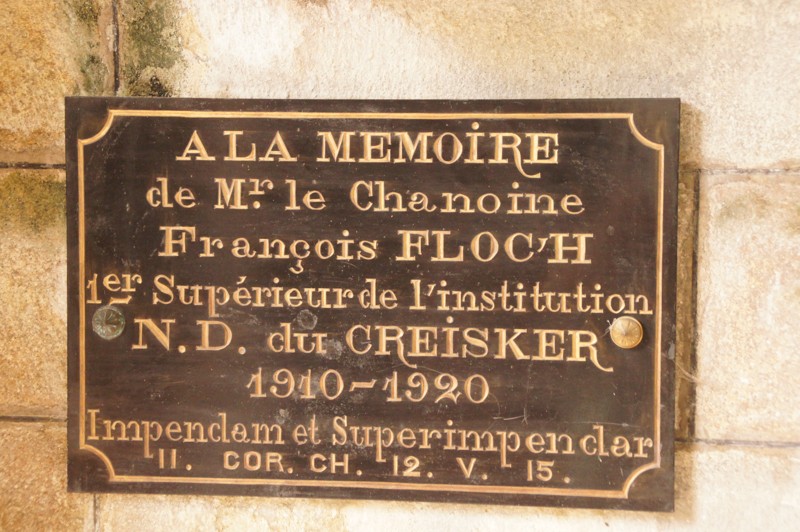 A LA MEMOIRE
de Mr. le Chanoine
François FLOC'H
1er Supérieur de l'institution
N. D. du CREISKER
1910-1920
Impendam et Superimpendar
11. COR. CH. 12. V. 15.